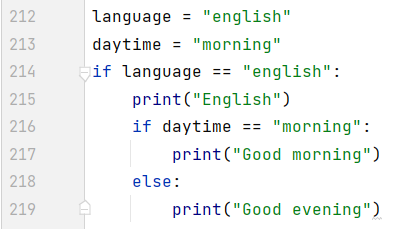 212 language = "english"
213 daytime = "morning"
214 if language == "english":
215     print("English")
216     if daytime == "morning":
217         print("Good morning")
218     else:
219         print("Good evening")